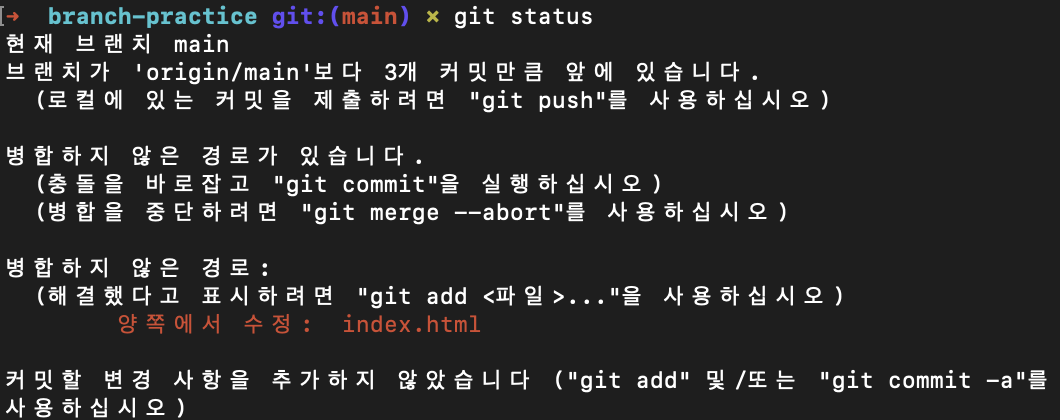 ➜ branch-practice git:(main) ✗ git status
현재 브랜치 main
브랜치가 'origin/main'보다 3개 커밋만큼 앞에 있습니다.
(로컬에 있는 커밋을 제출하려면 "git push"를 사용하십시오)
병합하지 않은 경로가 있습니다.
(충돌을 바로잡고 "git commit"을 실행하십시오)
(병합을 중단하려면 "git merge --abort"를 사용하십시오)
병합하지 않은 경로:
(해결했다고 표시하려면 "git add <파일>..."을 사용하십시오)
양쪽에서 수정: index.html
커밋할 변경 사항을 추가하지 않았습니다 ("git add" 및/또는 "git commit -a"를
사용하십시오)